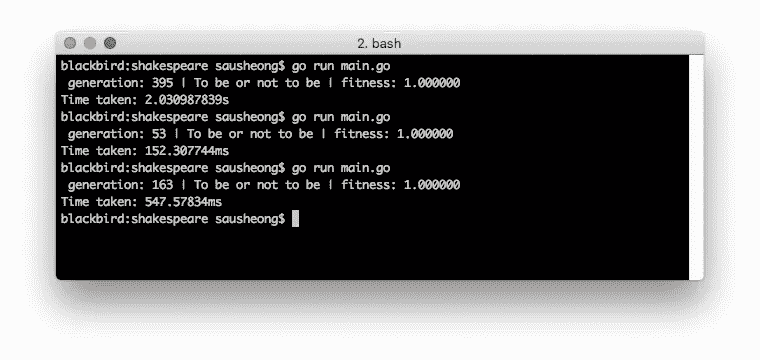 2. bash
blackbird:shakespeare sausheong$ go run main.go
generation: 395 | To be or not to be | fitness: 1.000000
Time taken: 2.030987839s
blackbird:shakespeare sausheong$ go run main.go
generation: 53 | To be or not to be | fitness: 1.000000
Time taken: 152.307744ms
blackbird:shakespeare sausheong$ go run main.go
generation: 163 | To be or not to be | fitness: 1.000000
Time taken: 547.57834ms
blackbird:shakespeare sausheong$